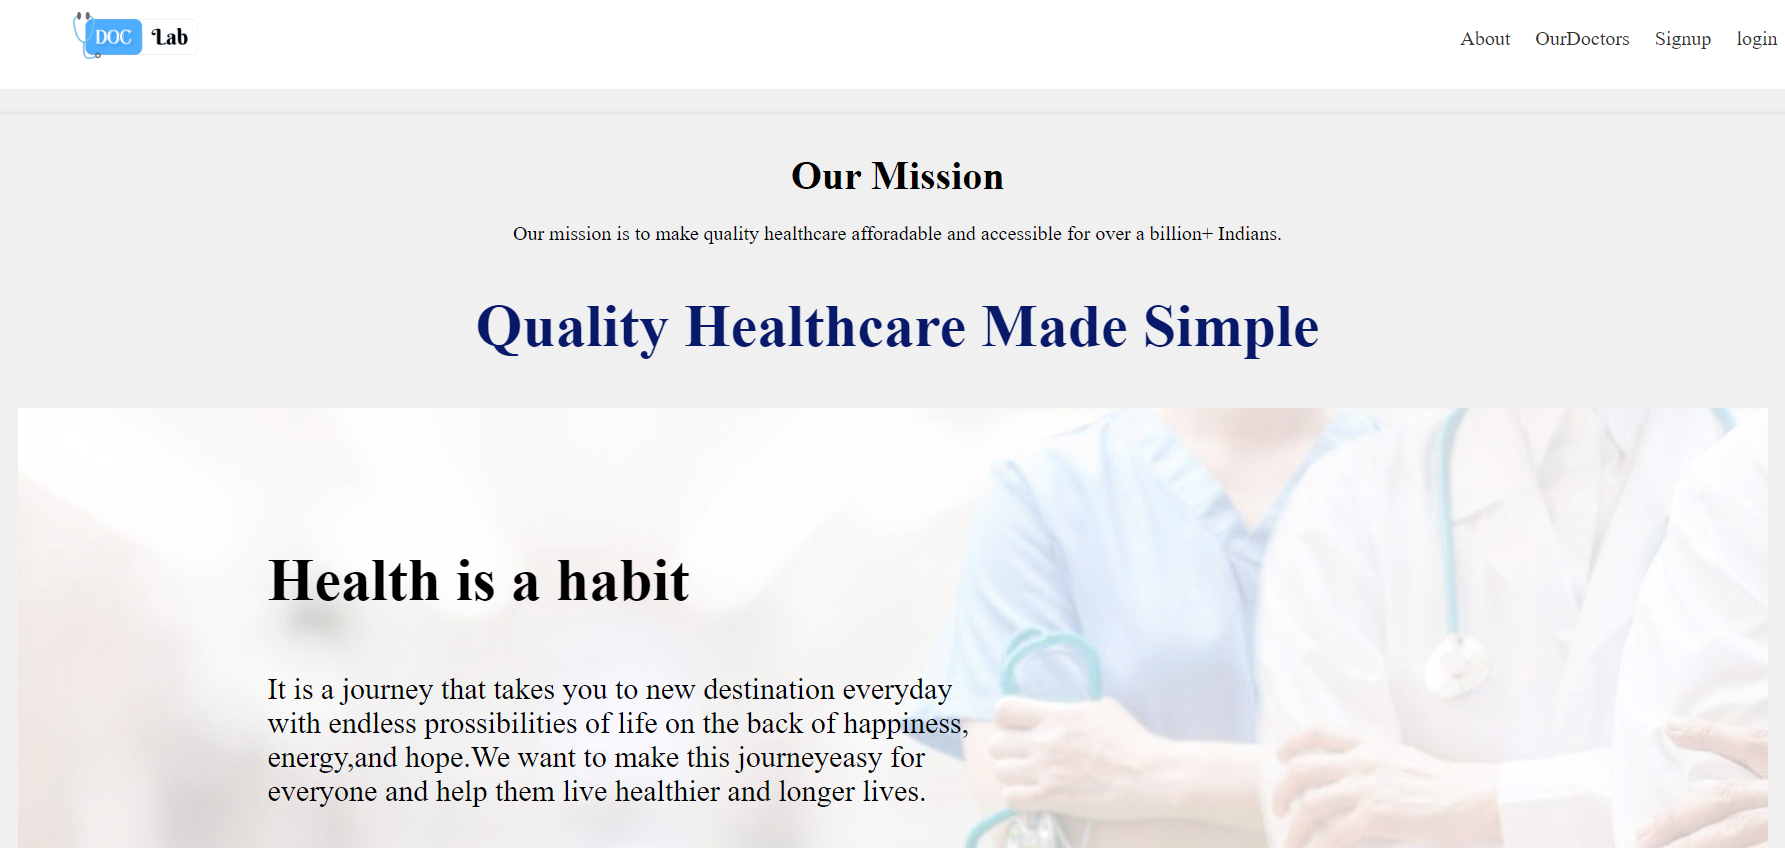 DOC Lab
About OurDoctors Signup login
Our Mission
Our mission is to make quality healthcare afforadable and accessible for over a billion+ Indians.
Quality Healthcare Made Simple
Health is a habit
It is a journey that takes you to new destination everyday
with endless prossibilities of life on the back of happiness,
energy,and hope.We want to make this journeyeasy for
everyone and help them live healthier and longer lives.